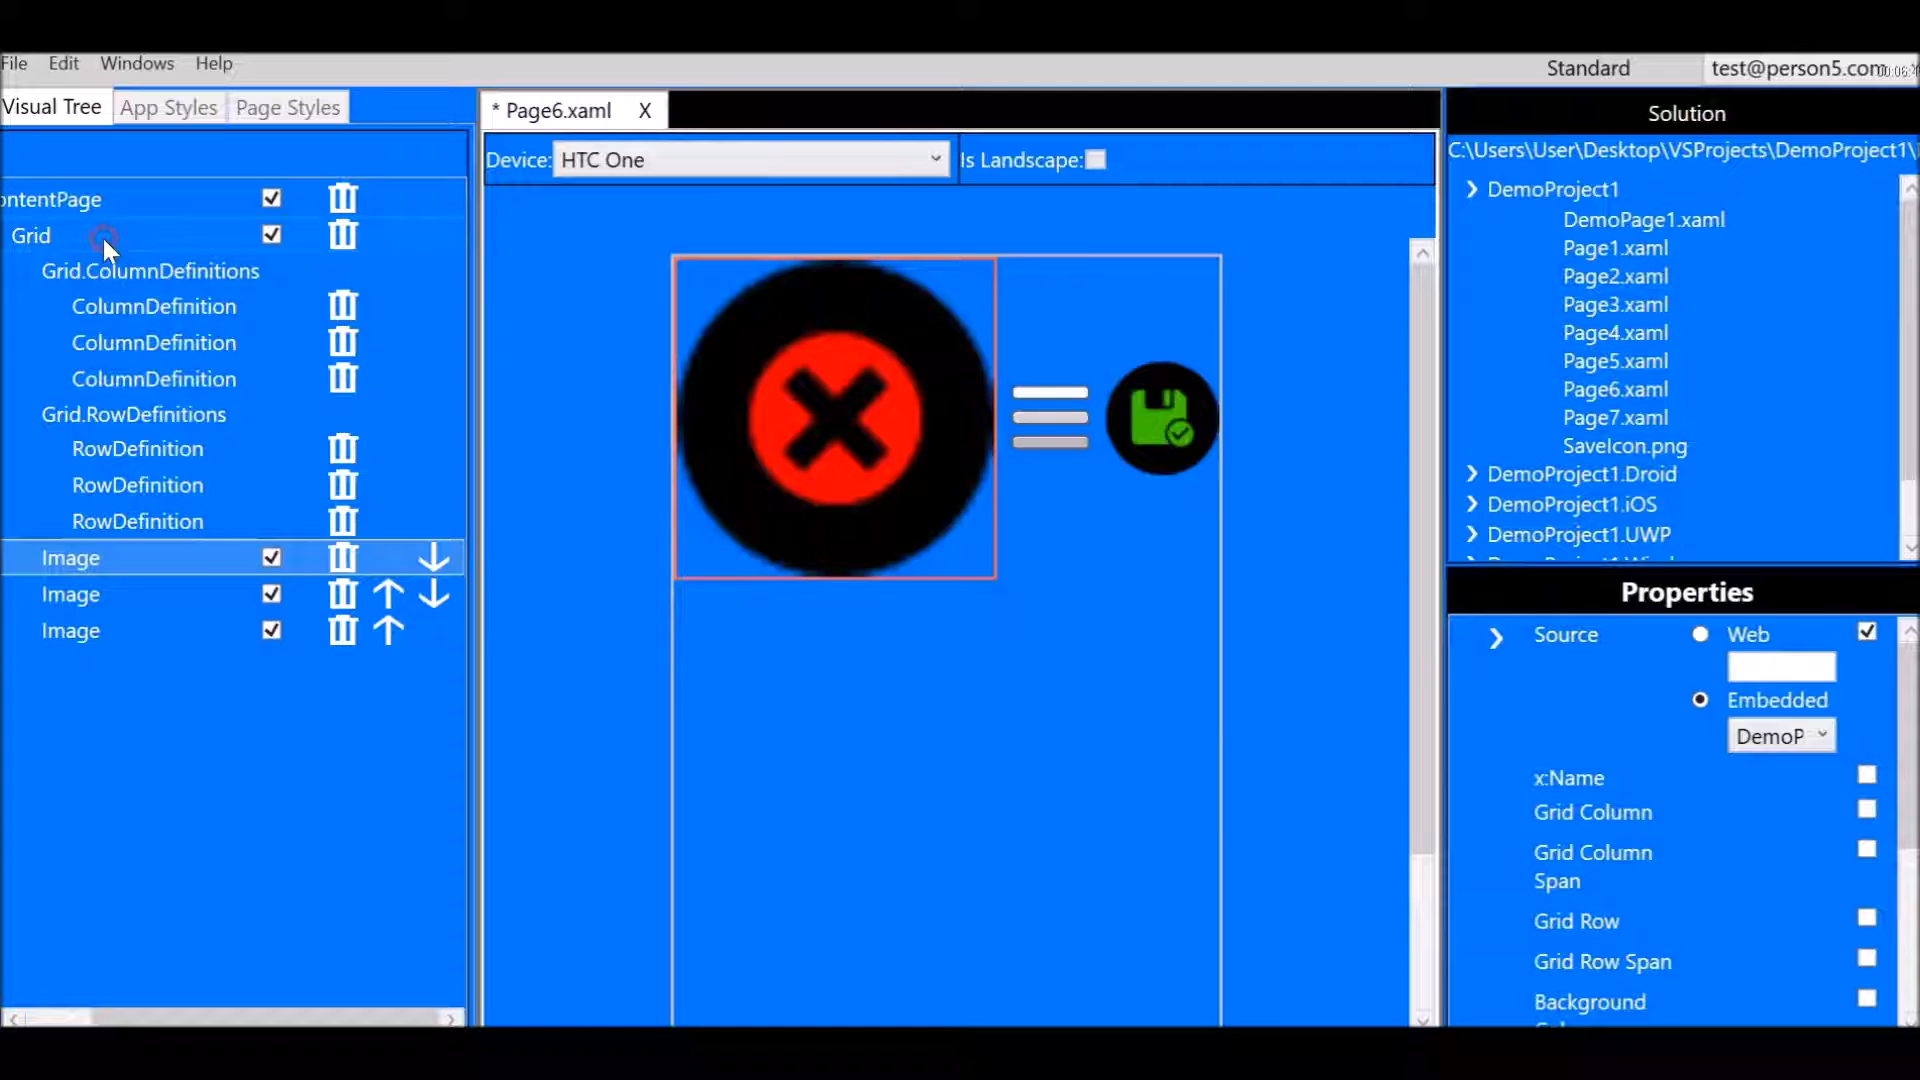 File Edit Windows Help
Standard test@person5.com
Visual Tree App Styles Page Styles
* Page6.xaml X
Solution
Device: HTC One Is Landscape:
C:\Users\User\Desktop\VSProjects\DemoProject1\
ontentPage
Grid
Grid.ColumnDefinitions
ColumnDefinition
ColumnDefinition
ColumnDefinition
Grid.RowDefinitions
RowDefinition
RowDefinition
RowDefinition
Image
Image
Image
DemoProject1
DemoPage1.xaml
Page1.xaml
Page2.xaml
Page3.xaml
Page4.xaml
Page5.xaml
Page6.xaml
Page7.xaml
SaveIcon.png
DemoProject1.Droid
DemoProject1.iOS
DemoProject1.UWP
Properties
Source Web
Embedded
DemoP
x:Name
Grid Column
Grid Column
Span
Grid Row
Grid Row Span
Background